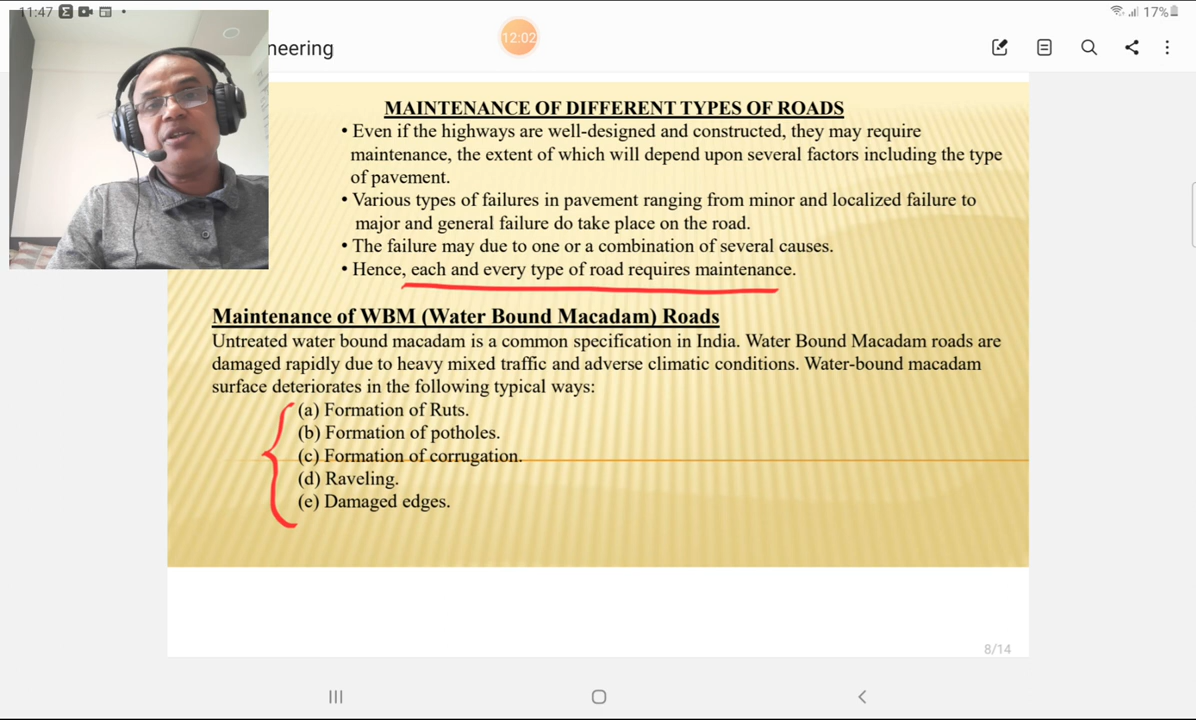 11:47
17%
neering
12:02
MAINTENANCE OF DIFFERENT TYPES OF ROADS
• Even if the highways are well-designed and constructed, they may require
maintenance, the extent of which will depend upon several factors including the type
of pavement.
• Various types of failures in pavement ranging from minor and localized failure to
major and general failure do take place on the road.
• The failure may due to one or a combination of several causes.
• Hence, each and every type of road requires maintenance.
Maintenance of WBM (Water Bound Macadam) Roads
Untreated water bound macadam is a common specification in India. Water Bound Macadam roads are
damaged rapidly due to heavy mixed traffic and adverse climatic conditions. Water-bound macadam
surface deteriorates in the following typical ways:
(a) Formation of Ruts.
(b) Formation of potholes.
(c) Formation of corrugation.
(d) Raveling.
(e) Damaged edges.
8/14